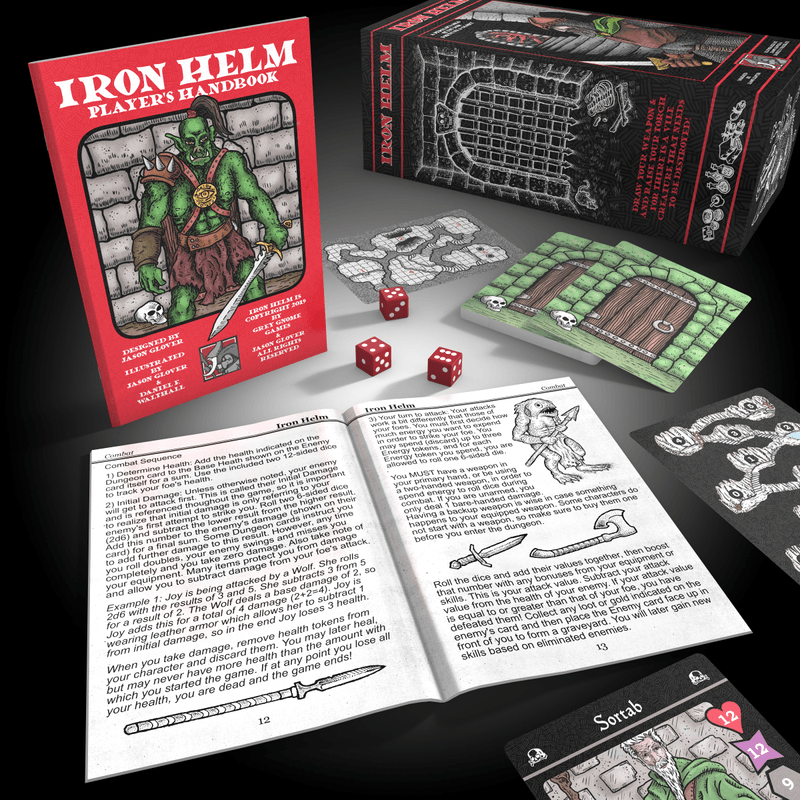 IRON HELM
PLAYER'S HANDBOOK
DESIGNED BY
JASON GLOVER
ILLUSTRATED
BY
JASON GLOVER
&
DANIEL F.
WALTHALL
IRON HELM IS
COPYRIGHT 2019
BY
GREY GNOME
GAMES
&
JASON GLOVER
ALL RIGHTS
RESERVED
IRON HELM
IRON HELM
DRAW YOUR WEAPON &
AND RAISE YOUR TORCH
FOR THERE IS A VILE
CREATURE THAT NEEDS
TO BE DESTROYED!
Combat
Iron Helm
Combat Sequence
1) Determine Health: Add the health indicated on the
Dungeon card to the Base Heath shown on the Enemy
card itself for a sum. Use the included two 12-sided dice
to track your foe's health.
2) Initial Damage: Unless otherwise noted, your enemy
will get to attack first. This is called their Initial Damage
and is referenced thoughout the game, so it is important
to realize that initial damage is only referring to your
enemy's first attempt to strike you. Roll two 6-sided dice
(2d6) and subtract the lower result from the higher result.
Add this number to the enemy's damage (shown on their
card) for a final sum. Some Dungeon cards instruct you
to add further damage to this result. However, any time
you roll doubles, your enemy swings and misses you
completely and you take zero damage. Also take note of
your equipment. Many items protect you from damage
and allow you to subtract damage from your foe's attack.
Example 1: Joy is being attacked by a Wolf. She rolls
2d6 with the results of 3 and 5. She subtracts 3 from 5
for a result of 2. The Wolf deals a base damage of 2, so
Joy adds this for a total of 4 damage (2+2=4). Joy is
wearing leather armor which allows her to subtract 1
from initial damage, so in the end Joy loses 3 health.
When you take damage, remove health tokens from
your character and discard them. You may later heal,
but may never have more health than the amount with
which you started the game. If at any point you lose all
your health, you are dead and the game ends!
12
Iron Helm
Combat
3) Your turn to attack. Your attacks
work a bit differently that those of
your foes. You must first decide how
much energy you want to expend
in order to strike your foe. You
may spend (discard) up to three
Energy tokens, and for each
Energy token you spend, you are
allowed to roll one 6-sided die.
You MUST have a weapon in
your primary hand, or be using
a two-handed weapon, in order to
spend energy to roll dice during
combat. If you are unarmed, you
only deal 1 bare-handed damage.
Having a backup weapon is wise in case something
happens to your equipped weapon. Some characters do
not start with a weapon, so make sure to buy them one
before you enter the dungeon.
Roll the dice and add their values together, then boost
that number with any bonuses from your equipment or
skills. This is your attack value. Subtract your attack
value from the health of your enemy. If your attack value
is equal to or greater than that of your foe, you have
defeated them! Collect any loot or gold indicated on the
enemy's card and then place the Enemy card face up in
front of you to form a graveyard. You will later gain new
skills based on eliminated enemies.
13
Sortab
12
12
9